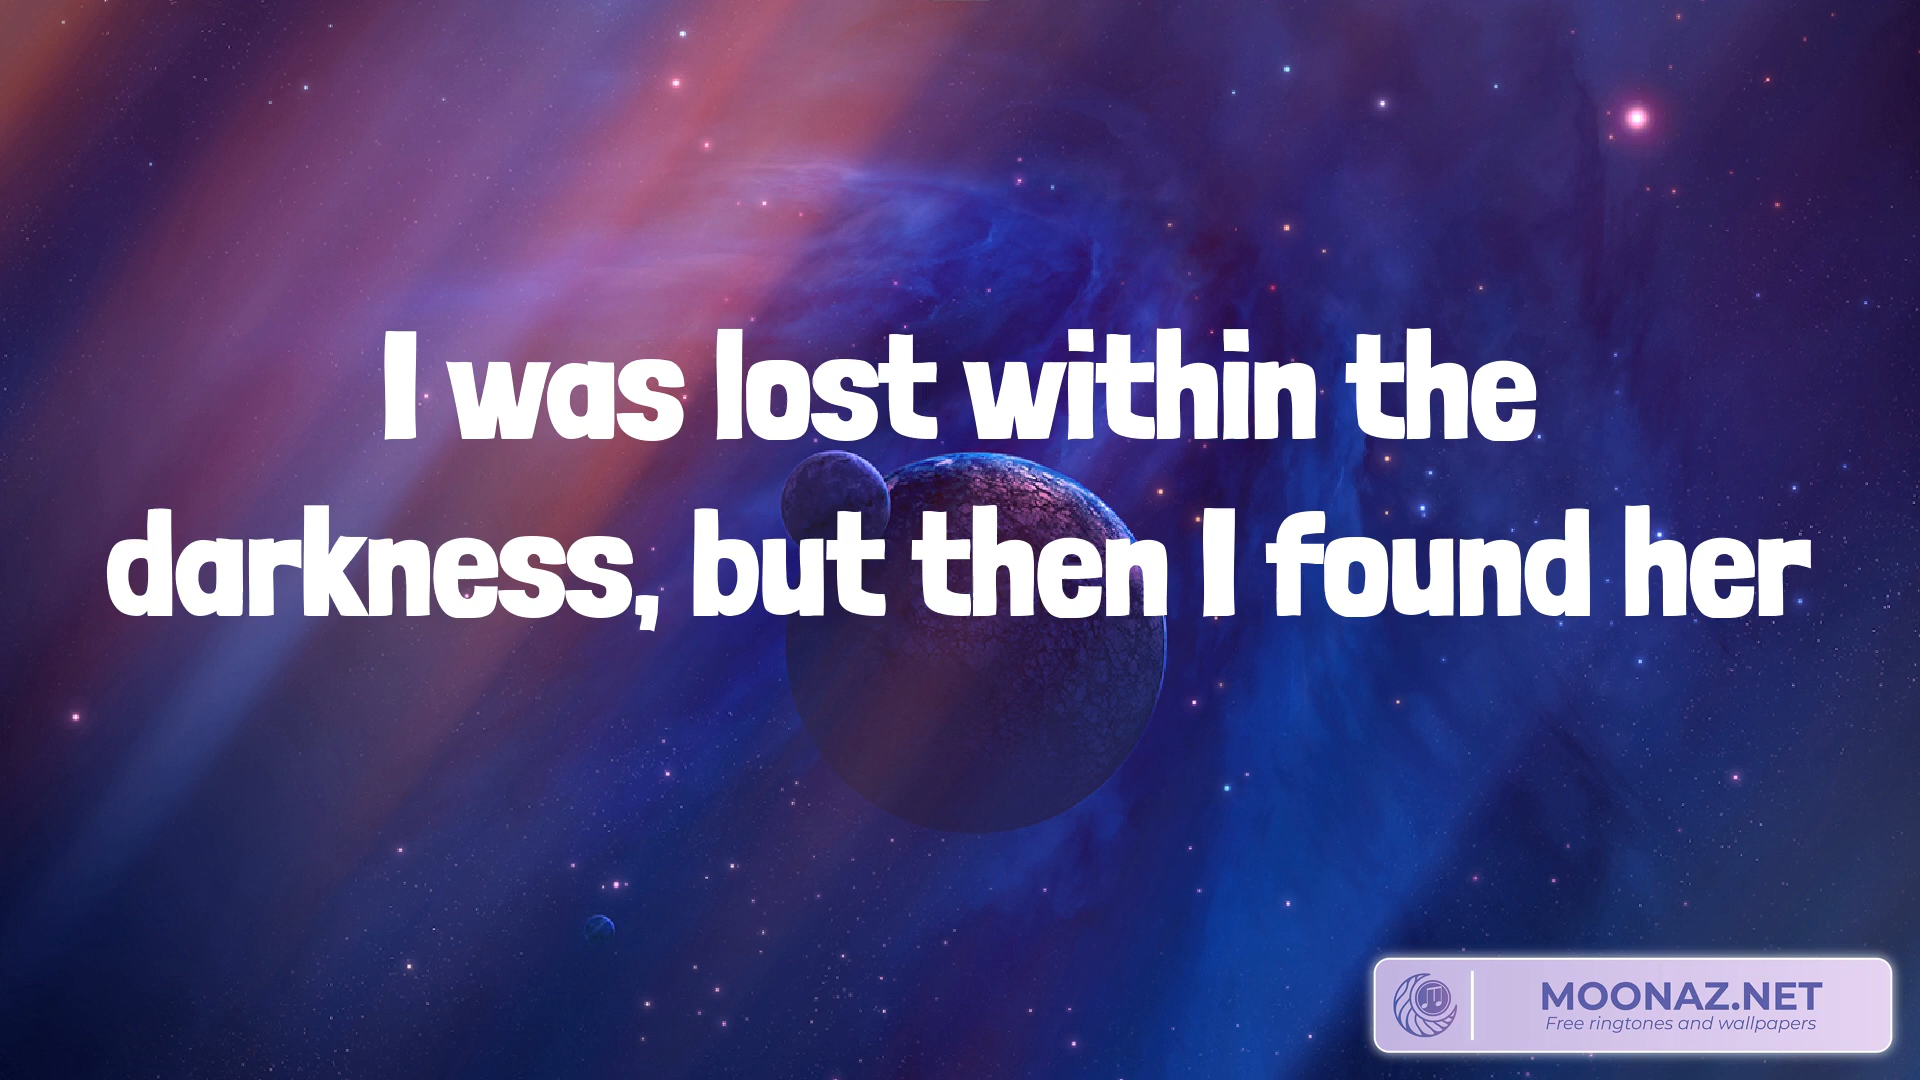 I was lost within the
darkness, but then I found her
MOONAZ.NET
Free ringtones and wallpapers